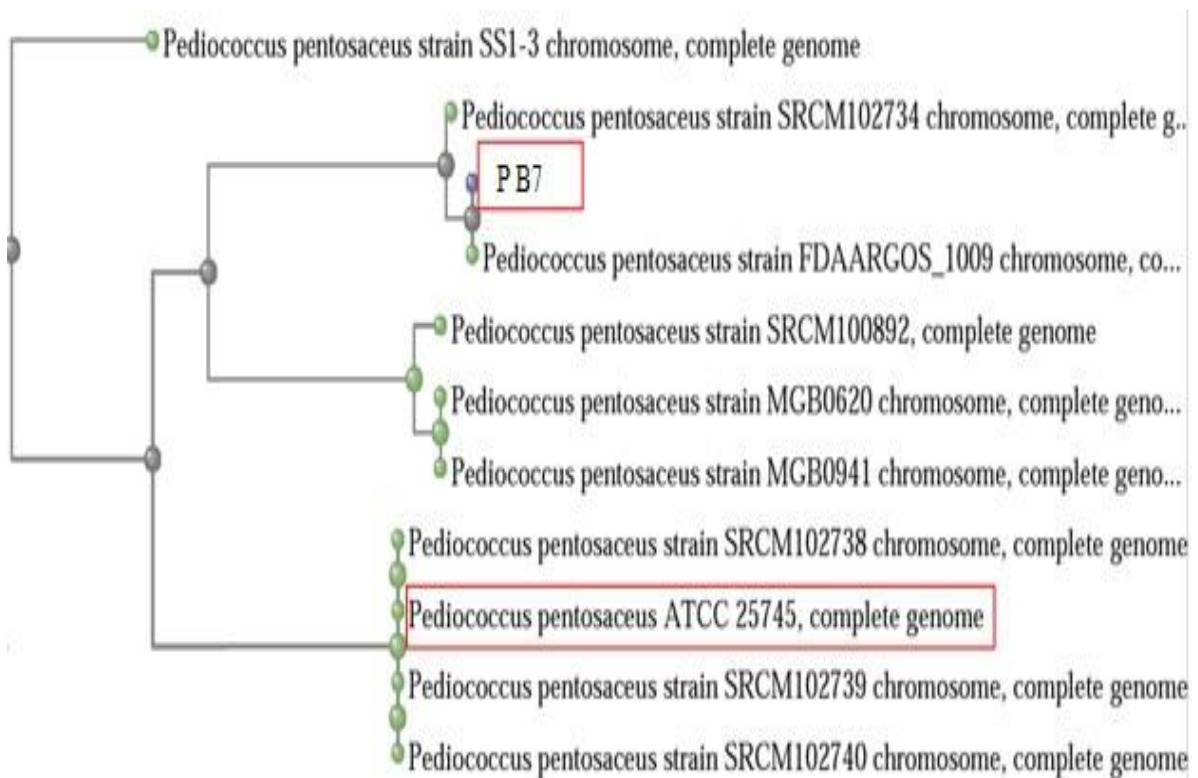 Pediococcus pentosaceus strain SS1-3 chromosome, complete genome
Pediococcus pentosaceus strain SRCM102734 chromosome, complete g...
P B7
Pediococcus pentosaceus strain FDAARGOS_1009 chromosome, co...
Pediococcus pentosaceus strain SRCM100892, complete genome
Pediococcus pentosaceus strain MGB0620 chromosome, complete geno...
Pediococcus pentosaceus strain MGB0941 chromosome, complete geno...
Pediococcus pentosaceus strain SRCM102738 chromosome, complete genome
Pediococcus pentosaceus ATCC 25745, complete genome
Pediococcus pentosaceus strain SRCM102739 chromosome, complete genome
Pediococcus pentosaceus strain SRCM102740 chromosome, complete genome